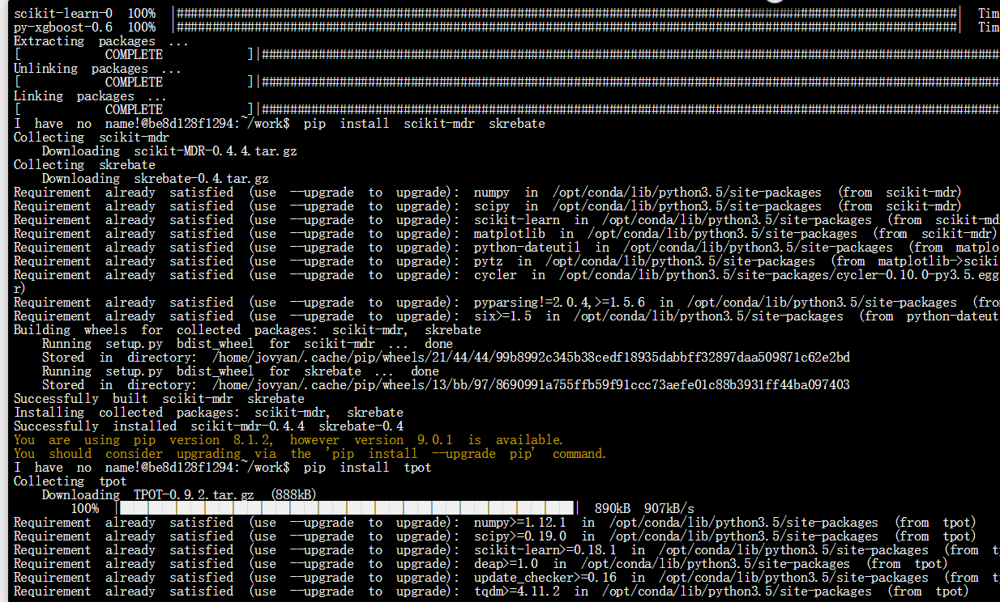 scikit-learn-0 100% |################################################################################| Tim
py-xgboost-0.6 100% |################################################################################| Tim
Extracting packages ...
[ COMPLETE ]|################################################################################
Unlinking packages ...
[ COMPLETE ]|################################################################################
Linking packages ...
[ COMPLETE ]|################################################################################
I have no name!@be8d128f1294:~/work$ pip install scikit-mdr skrebate
Collecting scikit-mdr
Downloading scikit-MDR-0.4.4.tar.gz
Collecting skrebate
Downloading skrebate-0.4.tar.gz
Requirement already satisfied (use --upgrade to upgrade): numpy in /opt/conda/lib/python3.5/site-packages (from scikit-mdr)
Requirement already satisfied (use --upgrade to upgrade): scipy in /opt/conda/lib/python3.5/site-packages (from scikit-mdr)
Requirement already satisfied (use --upgrade to upgrade): scikit-learn in /opt/conda/lib/python3.5/site-packages (from scikit-md
Requirement already satisfied (use --upgrade to upgrade): matplotlib in /opt/conda/lib/python3.5/site-packages (from scikit-mdr)
Requirement already satisfied (use --upgrade to upgrade): python-dateutil in /opt/conda/lib/python3.5/site-packages (from matplo
Requirement already satisfied (use --upgrade to upgrade): pytz in /opt/conda/lib/python3.5/site-packages (from matplotlib->sciki
Requirement already satisfied (use --upgrade to upgrade): cycler in /opt/conda/lib/python3.5/site-packages/cycler-0.10.0-py3.5.egg
r)
Requirement already satisfied (use --upgrade to upgrade): pyparsing!=2.0.4,>=1.5.6 in /opt/conda/lib/python3.5/site-packages (fro
Requirement already satisfied (use --upgrade to upgrade): six>=1.5 in /opt/conda/lib/python3.5/site-packages (from python-dateut
Building wheels for collected packages: scikit-mdr, skrebate
Running setup.py bdist_wheel for scikit-mdr ... done
Stored in directory: /home/jovyan/.cache/pip/wheels/21/44/44/99b8992c345b38cedf18935dabbff32897daa509871c62e2bd
Running setup.py bdist_wheel for skrebate ... done
Stored in directory: /home/jovyan/.cache/pip/wheels/13/bb/97/8690991a755ffb59f91ccc73aefe01c88b3931ff44ba097403
Successfully built scikit-mdr skrebate
Installing collected packages: scikit-mdr, skrebate
Successfully installed scikit-mdr-0.4.4 skrebate-0.4
You are using pip version 8.1.2, however version 9.0.1 is available.
You should consider upgrading via the 'pip install --upgrade pip' command.
I have no name!@be8d128f1294:~/work$ pip install tpot
Collecting tpot
Downloading TPOT-0.9.2.tar.gz (888kB)
100% | | 890kB 907kB/s
Requirement already satisfied (use --upgrade to upgrade): numpy>=1.12.1 in /opt/conda/lib/python3.5/site-packages (from tpot)
Requirement already satisfied (use --upgrade to upgrade): scipy>=0.19.0 in /opt/conda/lib/python3.5/site-packages (from tpot)
Requirement already satisfied (use --upgrade to upgrade): scikit-learn>=0.18.1 in /opt/conda/lib/python3.5/site-packages (from tp
Requirement already satisfied (use --upgrade to upgrade): deap>=1.0 in /opt/conda/lib/python3.5/site-packages (from tpot)
Requirement already satisfied (use --upgrade to upgrade): update_checker>=0.16 in /opt/conda/lib/python3.5/site-packages (from t
Requirement already satisfied (use --upgrade to upgrade): tqdm>=4.11.2 in /opt/conda/lib/python3.5/site-packages (from tpot)